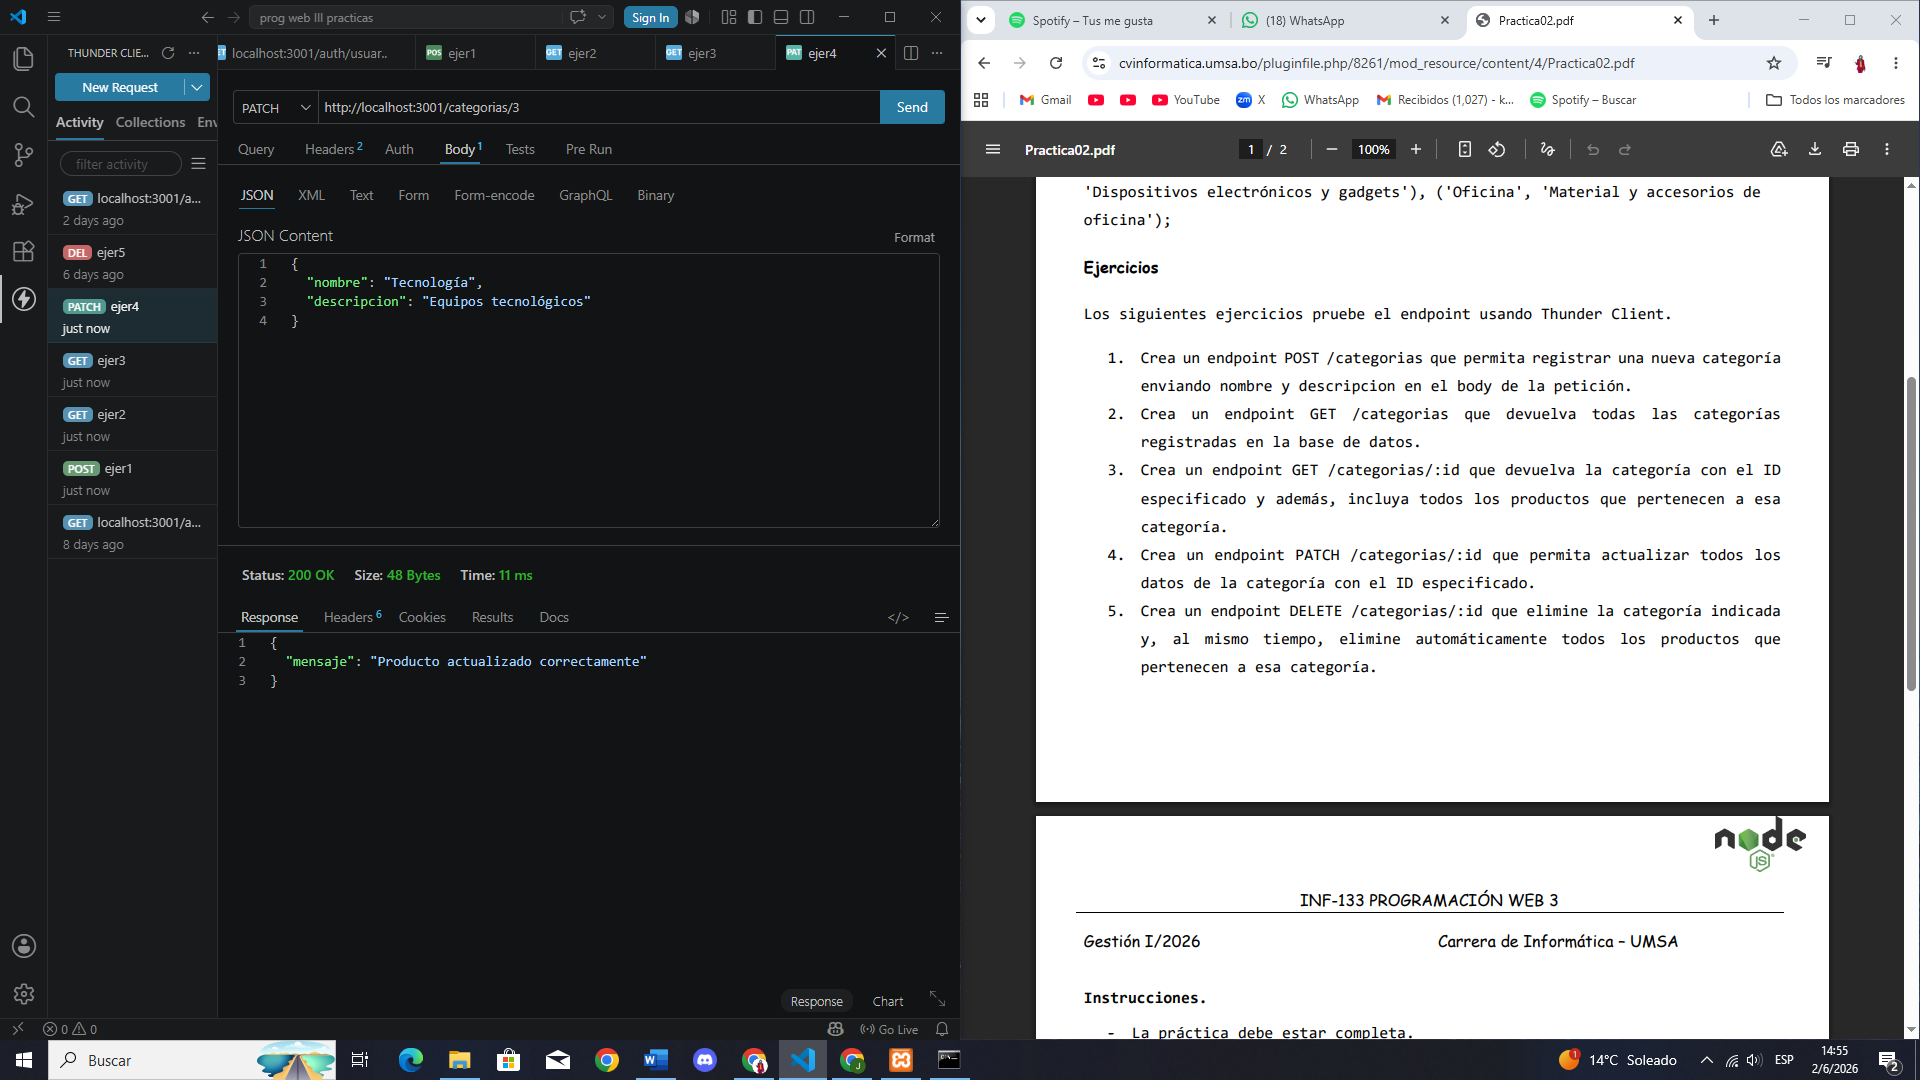 prog web III practicas
Sign In
THUNDER CLIE...
New Request
Activity
Collections
Env
filter activity
GET localhost:3001/a...
2 days ago
DEL ejer5
6 days ago
PATCH ejer4
just now
GET ejer3
just now
GET ejer2
just now
POST ejer1
just now
GET localhost:3001/a...
8 days ago
localhost:3001/auth/usuar..
POS ejer1
GET ejer2
GET ejer3
PAT ejer4
PATCH
http://localhost:3001/categorias/3
Send
Query
Headers 2
Auth
Body 1
Tests
Pre Run
JSON
XML
Text
Form
Form-encode
GraphQL
Binary
JSON Content
Format
1 {
2 "nombre": "Tecnología",
3 "descripcion": "Equipos tecnológicos"
4 }
Status: 200 OK Size: 48 Bytes Time: 11 ms
Response
Headers 6
Cookies
Results
Docs
</>
1 {
2 "mensaje": "Producto actualizado correctamente"
3 }
Response
Chart
0 0
Go Live
Spotify – Tus me gusta
(18) WhatsApp
Practica02.pdf
cvinformatica.umsa.bo/pluginfile.php/8261/mod_resource/content/4/Practica02.pdf
Gmail
YouTube
zm X
WhatsApp
Recibidos (1,027) - k...
Spotify – Buscar
Todos los marcadores
Practica02.pdf
1 / 2
100%
'Dispositivos electrónicos y gadgets'), ('Oficina', 'Material y accesorios de
oficina');
Ejercicios
Los siguientes ejercicios pruebe el endpoint usando Thunder Client.
1. Crea un endpoint POST /categorias que permita registrar una nueva categoría
enviando nombre y descripcion en el body de la petición.
2. Crea un endpoint GET /categorias que devuelva todas las categorías
registradas en la base de datos.
3. Crea un endpoint GET /categorias/:id que devuelva la categoría con el ID
especificado y además, incluya todos los productos que pertenecen a esa
categoría.
4. Crea un endpoint PATCH /categorias/:id que permita actualizar todos los
datos de la categoría con el ID especificado.
5. Crea un endpoint DELETE /categorias/:id que elimine la categoría indicada
y, al mismo tiempo, elimine automáticamente todos los productos que
pertenecen a esa categoría.
node
JS
INF-133 PROGRAMACIÓN WEB 3
Gestión I/2026
Carrera de Informática – UMSA
Instrucciones.
- La práctica debe estar completa.
Buscar
1
14°C Soleado
ESP
14:55
2/6/2026
2